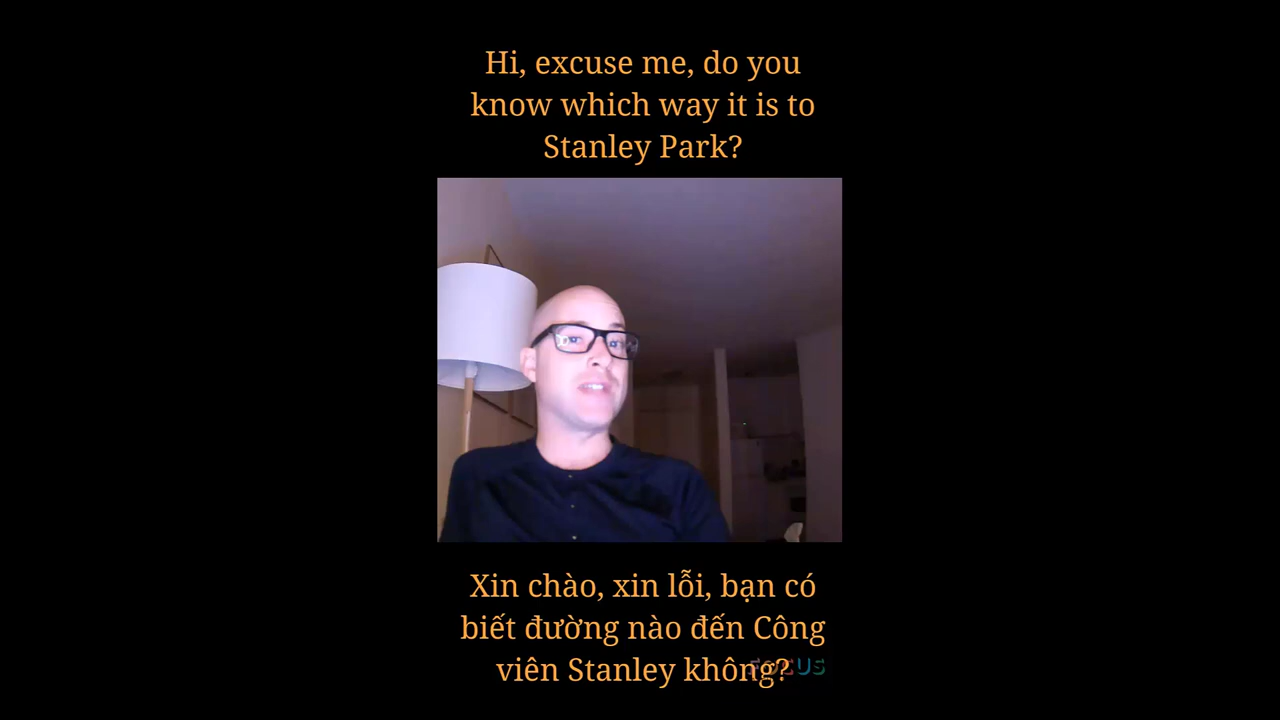 Hi, excuse me, do you
know which way it is to
Stanley Park?
Xin chào, xin lỗi, bạn có
biết đường nào đến Công
viên Stanley không?
FOCUS